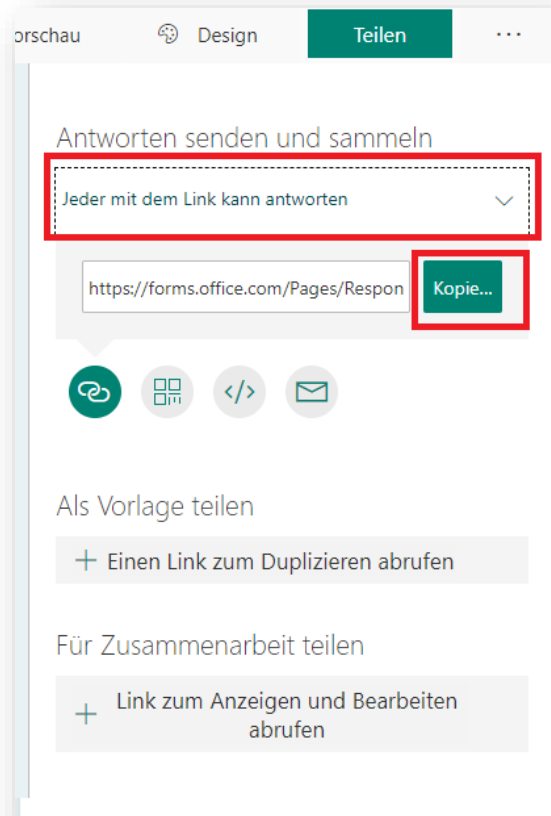 orschau Design Teilen ...
Antworten senden und sammeln
Jeder mit dem Link kann antworten
https://forms.office.com/Pages/Respon Kopie...
</>
Als Vorlage teilen
+ Einen Link zum Duplizieren abrufen
Für Zusammenarbeit teilen
+ Link zum Anzeigen und Bearbeiten
abrufen